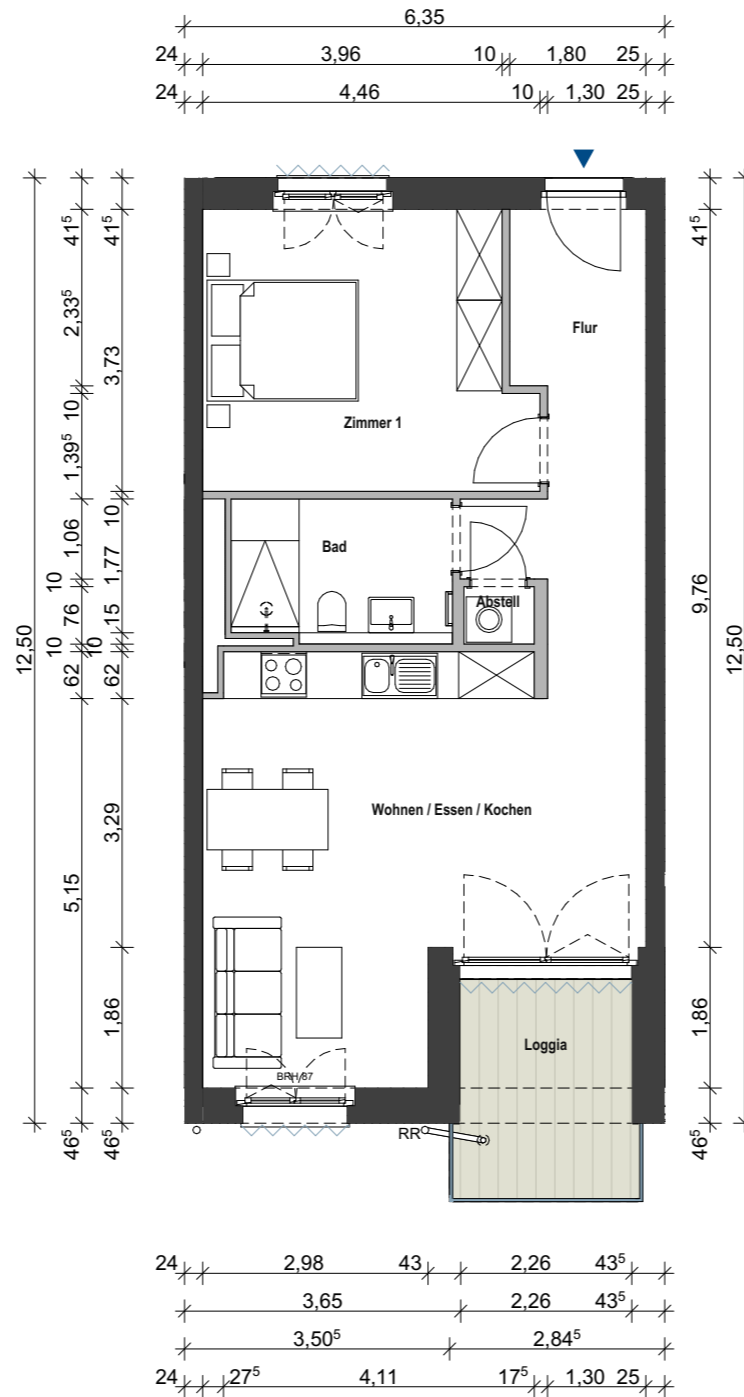 6,35
24 3,96 10 1,80 25
24 4,46 10 1,30 25
12,50
41⁵ 2,33⁵ 10 1,39⁵ 1,06 10 76 10 62 5,15 46⁵
41⁵ 3,73 10 1,77 15 10 62 3,29 1,86 46⁵
Flur
Zimmer 1
Bad
Abstell
Wohnen / Essen / Kochen
Loggia
BRH 87
RR
41⁵ 9,76 1,86 46⁵
12,50
24 2,98 43 2,26 43⁵
3,65 2,26 43⁵
3,50⁵ 2,84⁵
24 27⁵ 4,11 17⁵ 1,30 25